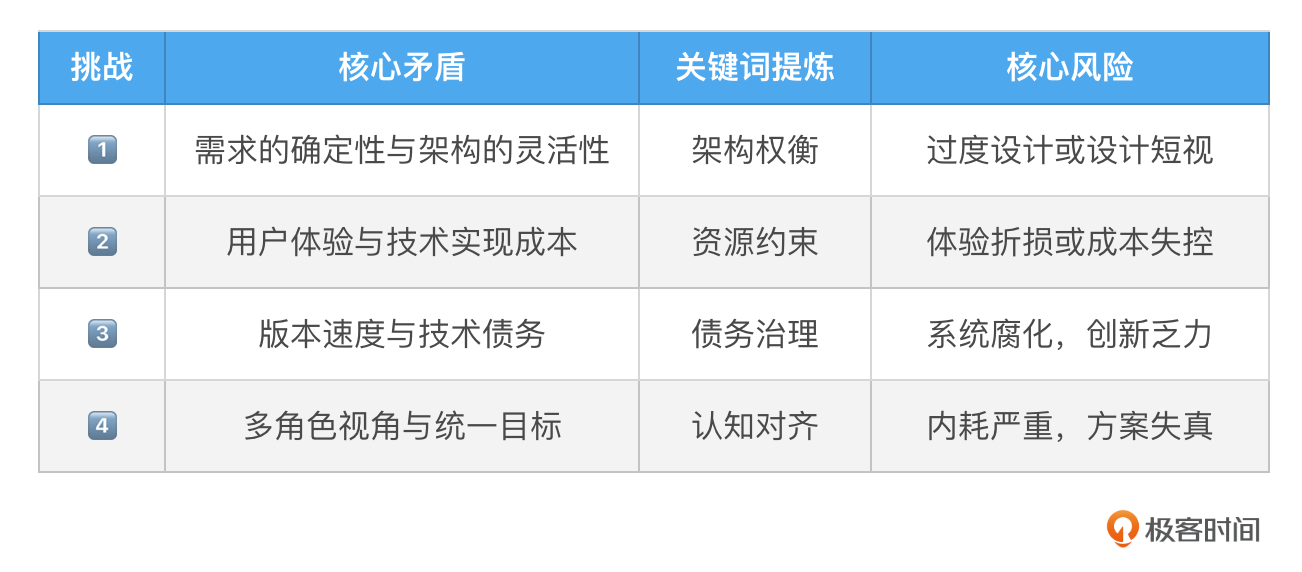 挑战 核心矛盾 关键词提炼 核心风险
1 需求的确定性与架构的灵活性 架构权衡 过度设计或设计短视
2 用户体验与技术实现成本 资源约束 体验折损或成本失控
3 版本速度与技术债务 债务治理 系统腐化，创新乏力
4 多角色视角与统一目标 认知对齐 内耗严重，方案失真
极客时间